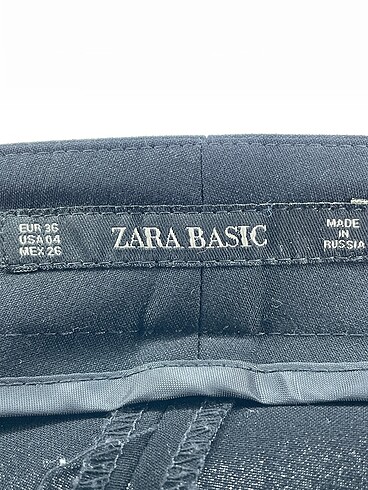 EUR 36
USA 04
MEX 26
ZARA BASIC
MADE
IN
RUSSIA